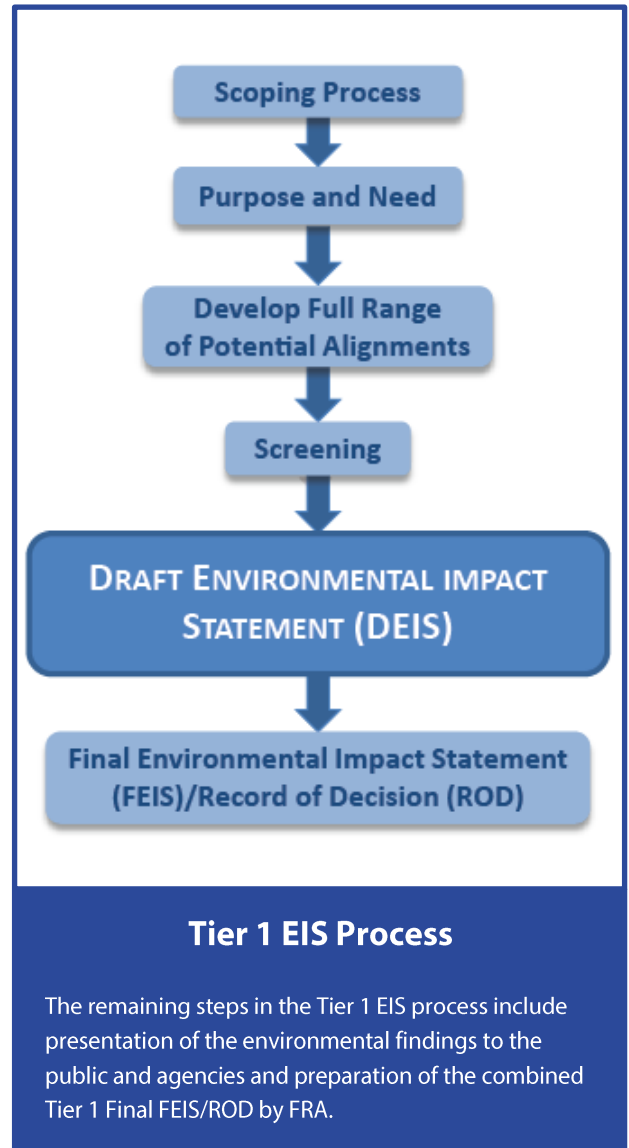 Scoping Process
Purpose and Need
Develop Full Range
of Potential Alignments
Screening
DRAFT ENVIRONMENTAL IMPACT
STATEMENT (DEIS)
Final Environmental Impact Statement
(FEIS)/Record of Decision (ROD)
Tier 1 EIS Process
The remaining steps in the Tier 1 EIS process include
presentation of the environmental findings to the
public and agencies and preparation of the combined
Tier 1 Final FEIS/ROD by FRA.